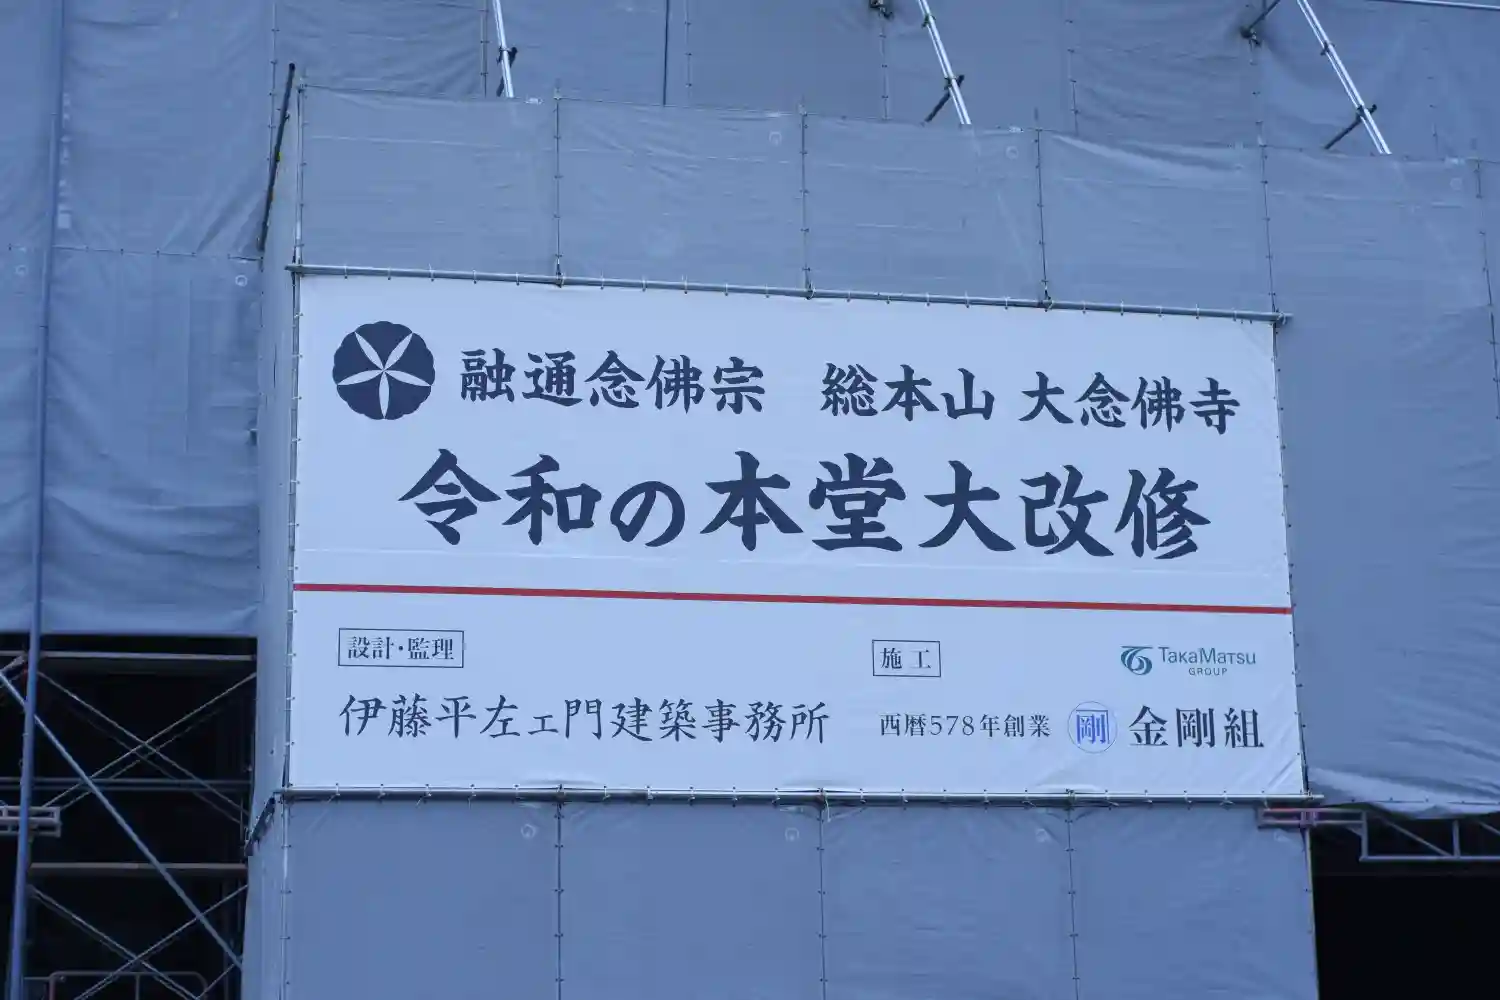 融通念佛宗 総本山 大念佛寺
令和の本堂大改修
設計・監理
伊藤平左エ門建築事務所
施工
TAKAMATSU
GROUP
西暦578年創業 剛 金剛組